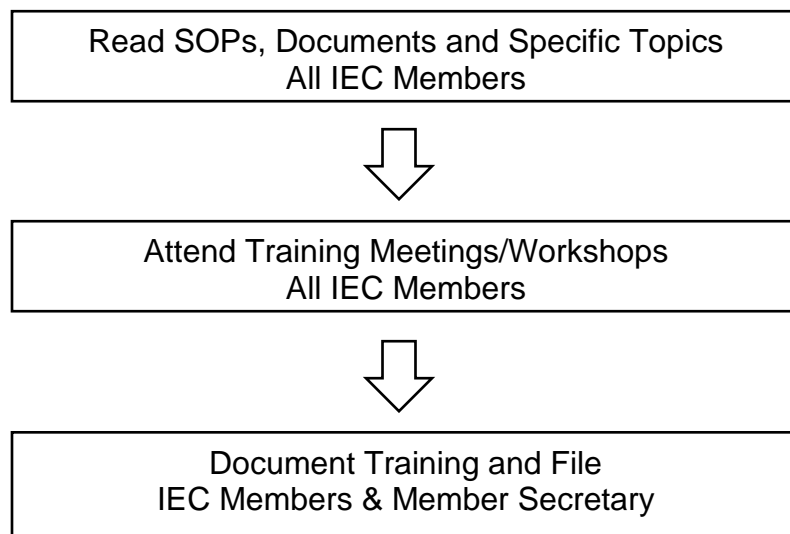 Read SOPs, Documents and Specific Topics
All IEC Members
Attend Training Meetings/Workshops
All IEC Members
Document Training and File
IEC Members & Member Secretary